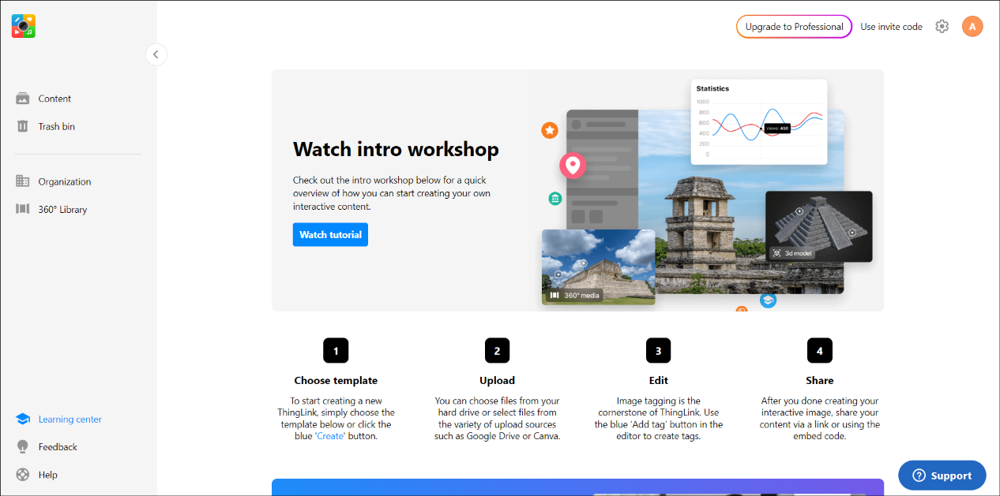 Upgrade to Professional
Use invite code
A
Content
Trash bin
Organization
360° Library
Learning center
Feedback
Help
Watch intro workshop
Check out the intro workshop below for a quick
overview of how you can start creating your own
interactive content.
Watch tutorial
Statistics
1000
800
600
400
200
0
Views: 450
3d model
360° media
1
Choose template
To start creating a new
ThingLink, simply choose the
template below or click the
blue 'Create' button.
2
Upload
You can choose files from your
hard drive or select files from
the variety of upload sources
such as Google Drive or Canva.
3
Edit
Image tagging is the
cornerstone of ThingLink. Use
the blue 'Add tag' button in the
editor to create tags.
4
Share
After you done creating your
interactive image, share your
content via a link or using the
embed code.
Support